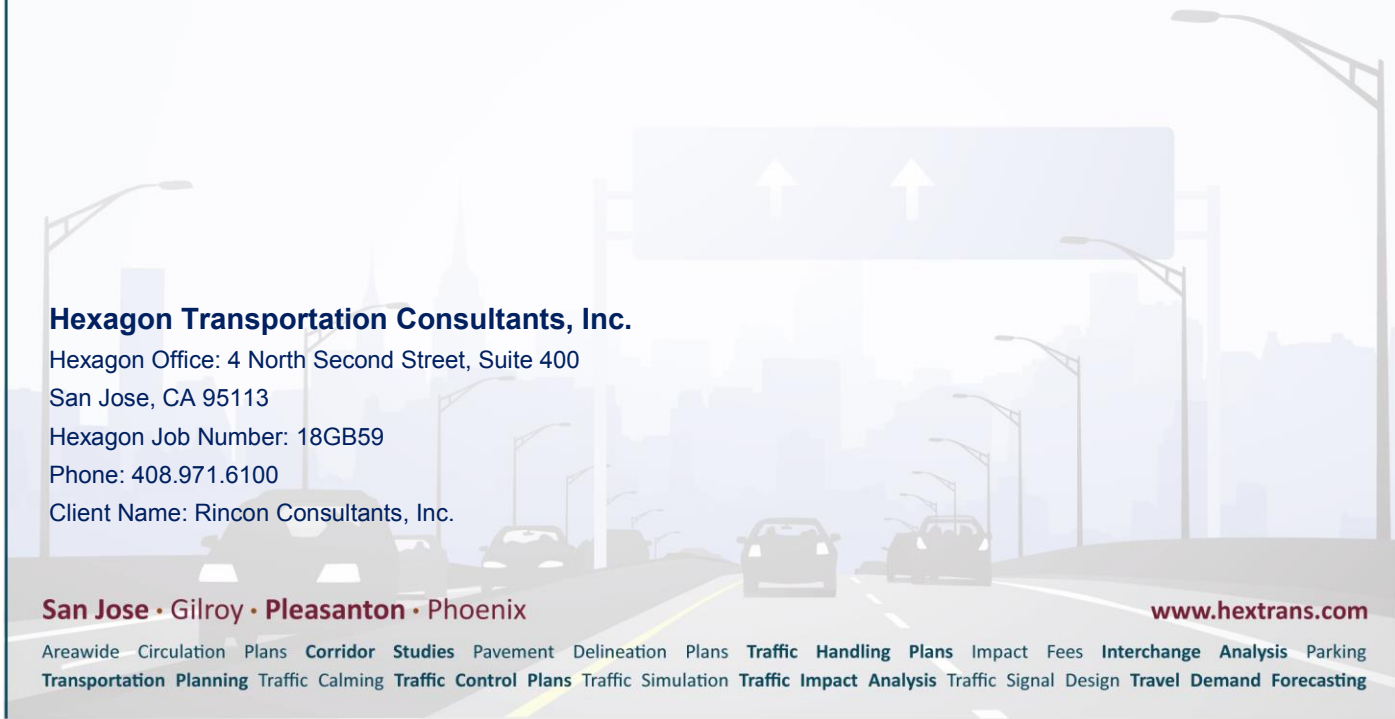 Hexagon Transportation Consultants, Inc.
Hexagon Office: 4 North Second Street, Suite 400
San Jose, CA 95113
Hexagon Job Number: 18GB59
Phone: 408.971.6100
Client Name: Rincon Consultants, Inc.
San Jose · Gilroy · Pleasanton · Phoenix www.hextrans.com
Areawide Circulation Plans Corridor Studies Pavement Delineation Plans Traffic Handling Plans Impact Fees Interchange Analysis Parking
Transportation Planning Traffic Calming Traffic Control Plans Traffic Simulation Traffic Impact Analysis Traffic Signal Design Travel Demand Forecasting